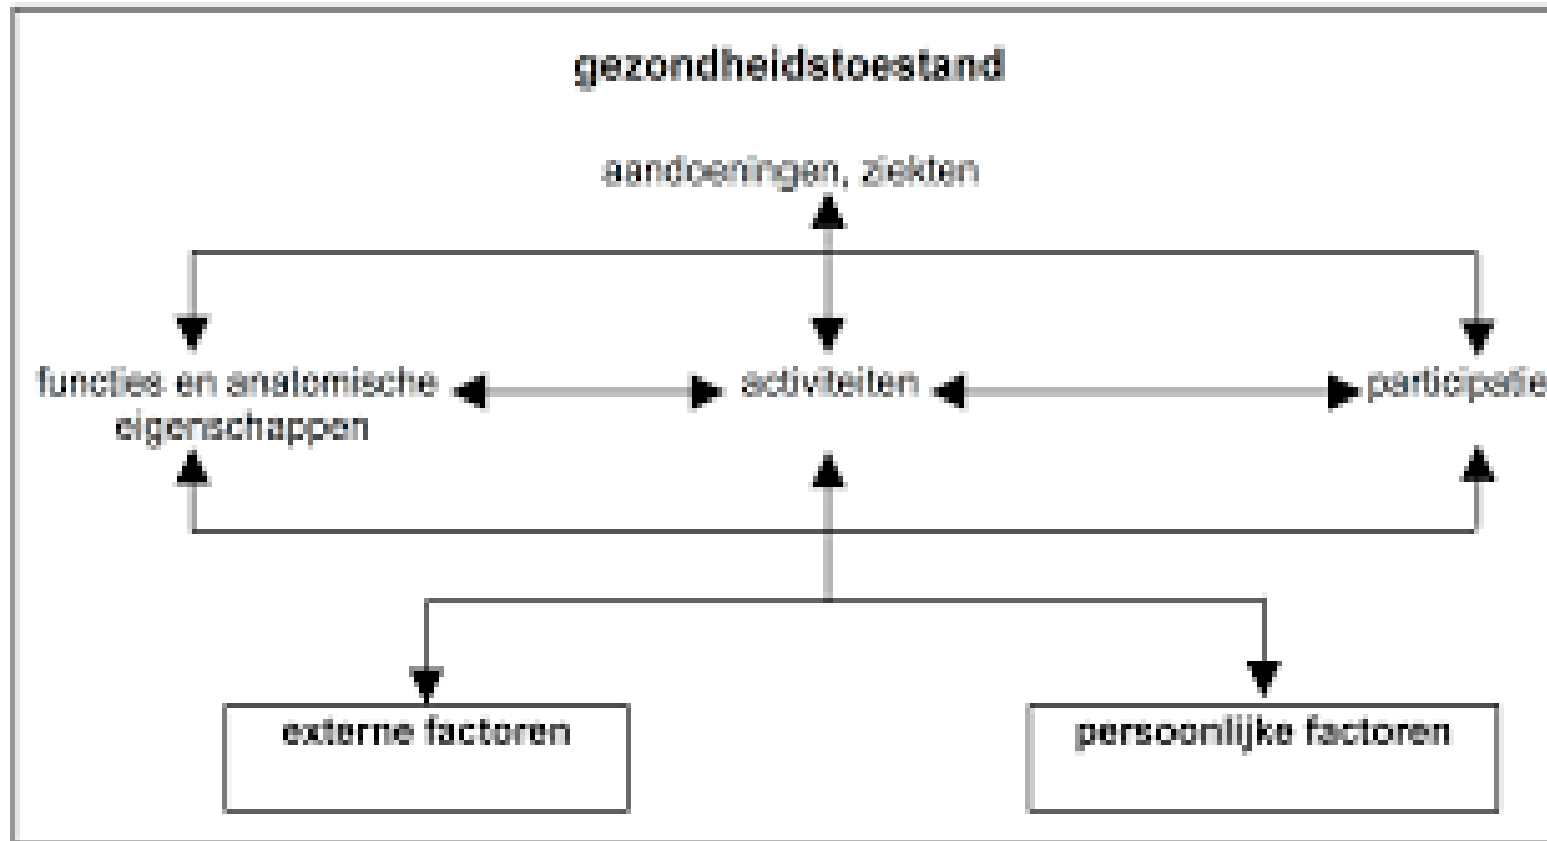 gezondheidstoestand
aandoeningen, ziekten
functies en anatomische
eigenschappen
activiteiten
participatie
externe factoren
persoonlijke factoren